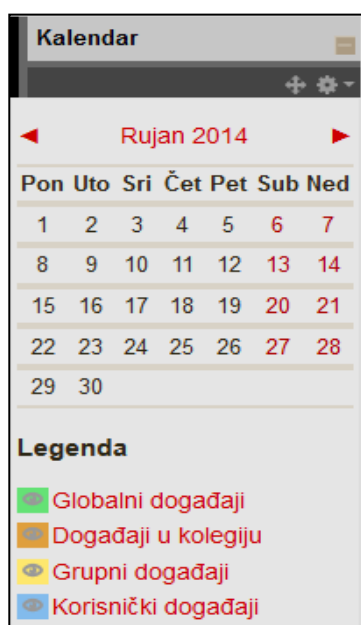 Kalendar
Rujan 2014
Pon Uto Sri Čet Pet Sub Ned
1 2 3 4 5 6 7
8 9 10 11 12 13 14
15 16 17 18 19 20 21
22 23 24 25 26 27 28
29 30
Legenda
Globalni događaji
Događaji u kolegiju
Grupni događaji
Korisnički događaji